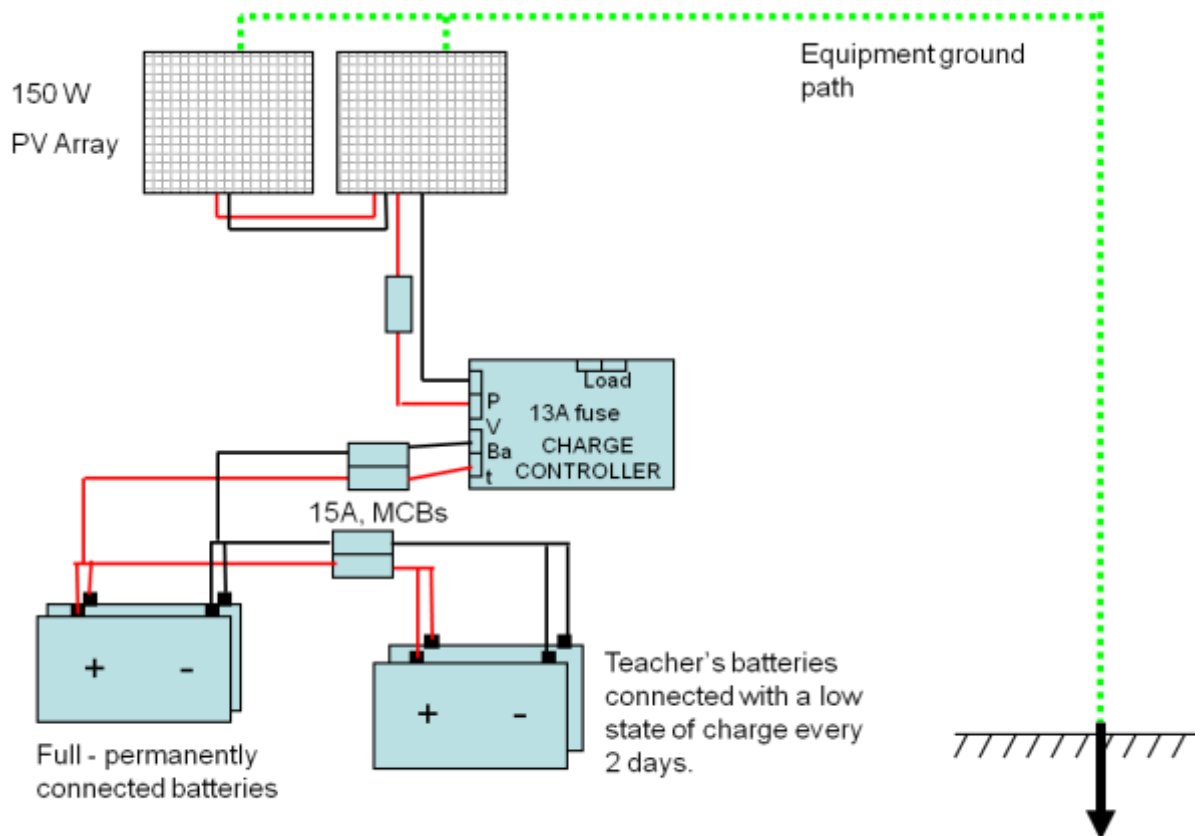 150 W
PV Array
Equipment ground
path
Load
P
V
13A fuse
Ba
t
CHARGE
CONTROLLER
15A, MCBs
+ -
Full - permanently
connected batteries
+ -
Teacher's batteries
connected with a low
state of charge every
2 days.